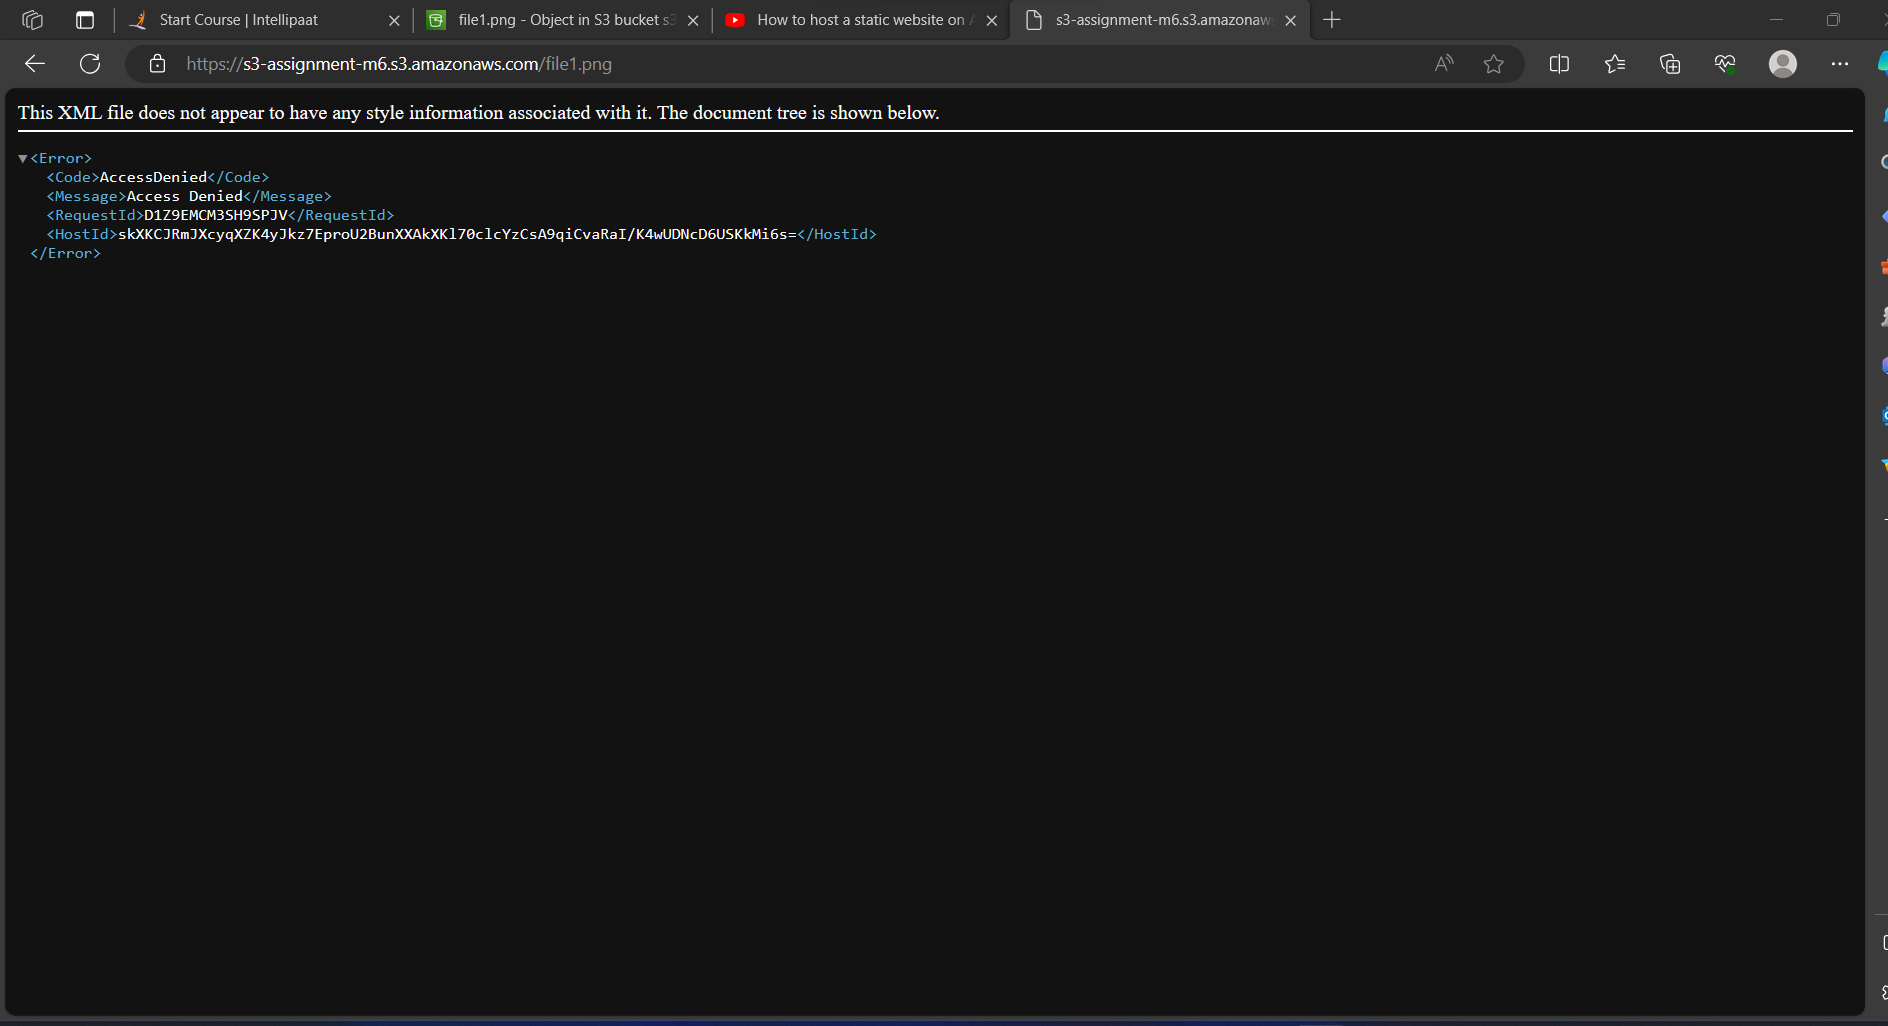 Start Course | Intellipaat
file1.png - Object in S3 bucket s3
How to host a static website on A
s3-assignment-m6.s3.amazonaw
https://s3-assignment-m6.s3.amazonaws.com/file1.png
This XML file does not appear to have any style information associated with it. The document tree is shown below.
▼<Error>
<Code>AccessDenied</Code>
<Message>Access Denied</Message>
<RequestId>D1Z9EMCM3SH9SPJV</RequestId>
<HostId>skXKCJRmJXcyqXZK4yJkz7EproU2BunXXAkXKl70clcYzCsA9qiCvaRaI/K4wUDNcD6USKkMi6s=</HostId>
</Error>